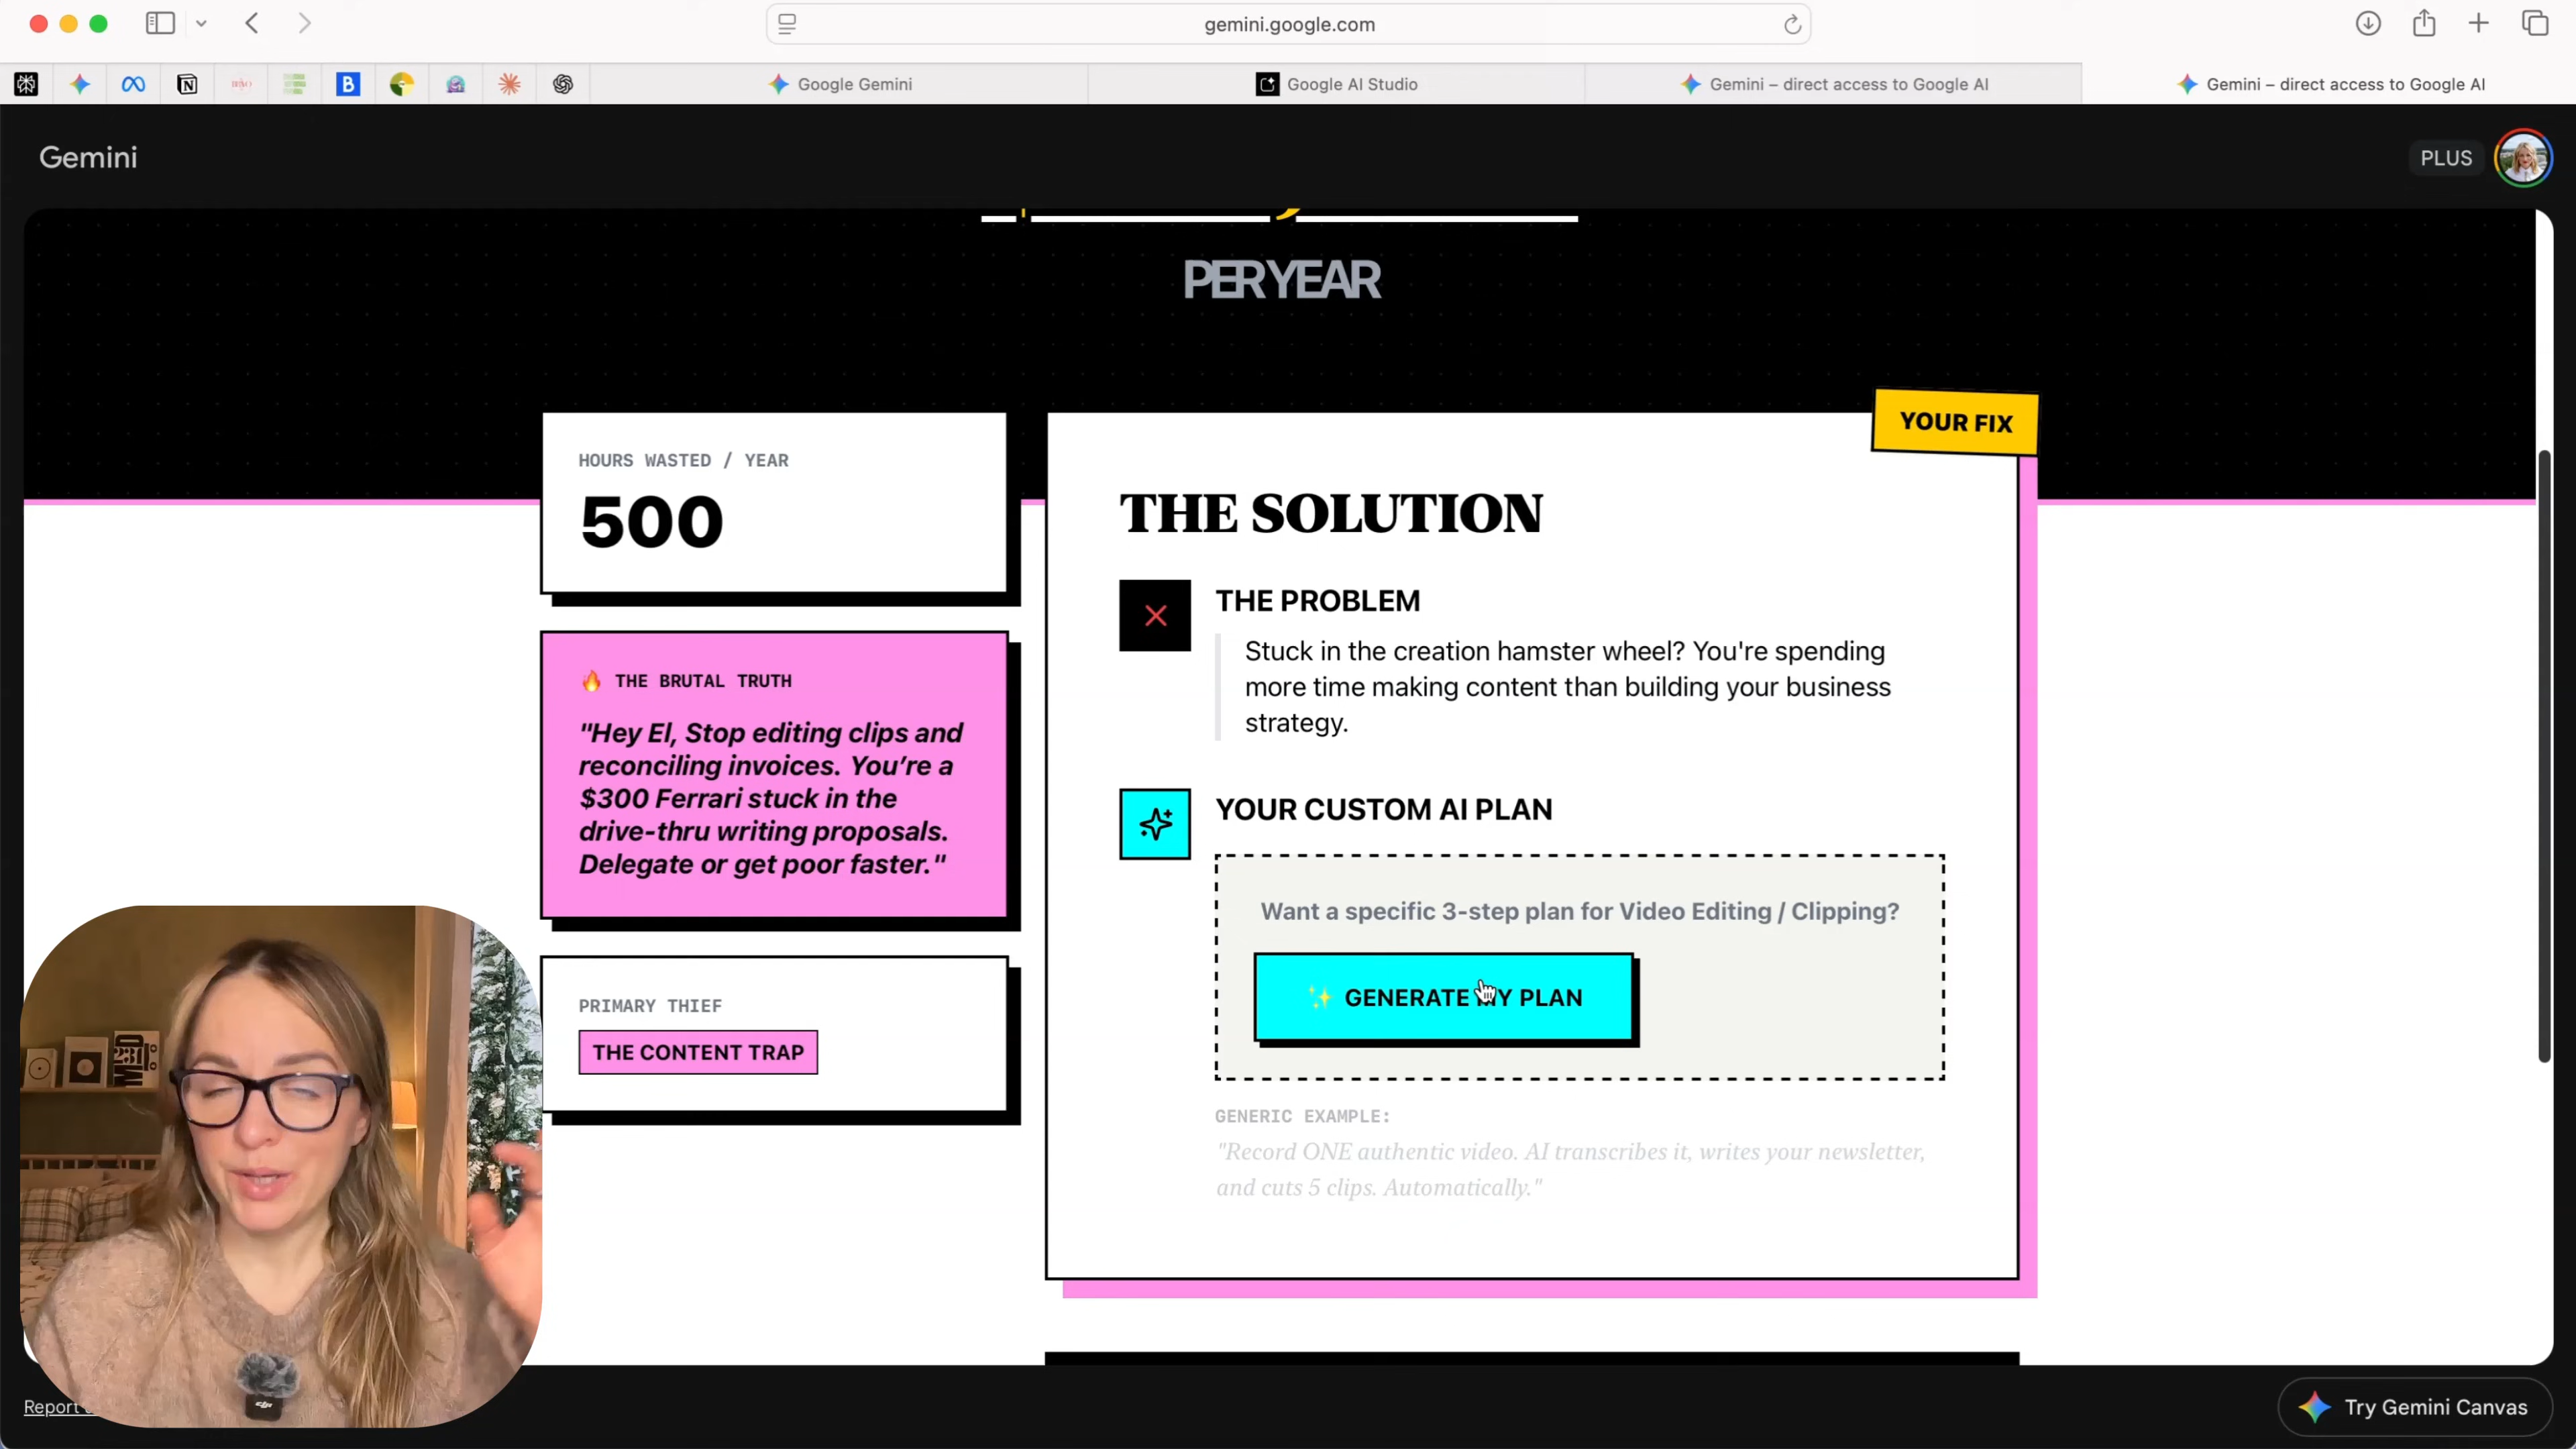 gemini.google.com
Google Gemini
Google AI Studio
Gemini – direct access to Google AI
Gemini – direct access to Google AI
Gemini
PLUS
PER YEAR
HOURS WASTED / YEAR
500
🔥 THE BRUTAL TRUTH
"Hey El, Stop editing clips and
reconciling invoices. You’re a
$300 Ferrari stuck in the
drive-thru writing proposals.
Delegate or get poor faster."
PRIMARY THIEF
THE CONTENT TRAP
YOUR FIX
THE SOLUTION
THE PROBLEM
Stuck in the creation hamster wheel? You're spending
more time making content than building your business
strategy.
YOUR CUSTOM AI PLAN
Want a specific 3-step plan for Video Editing / Clipping?
✨ GENERATE MY PLAN
GENERIC EXAMPLE:
"Record ONE authentic video. AI transcribes it, writes your newsletter,
and cuts 5 clips. Automatically."
Report
Try Gemini Canvas